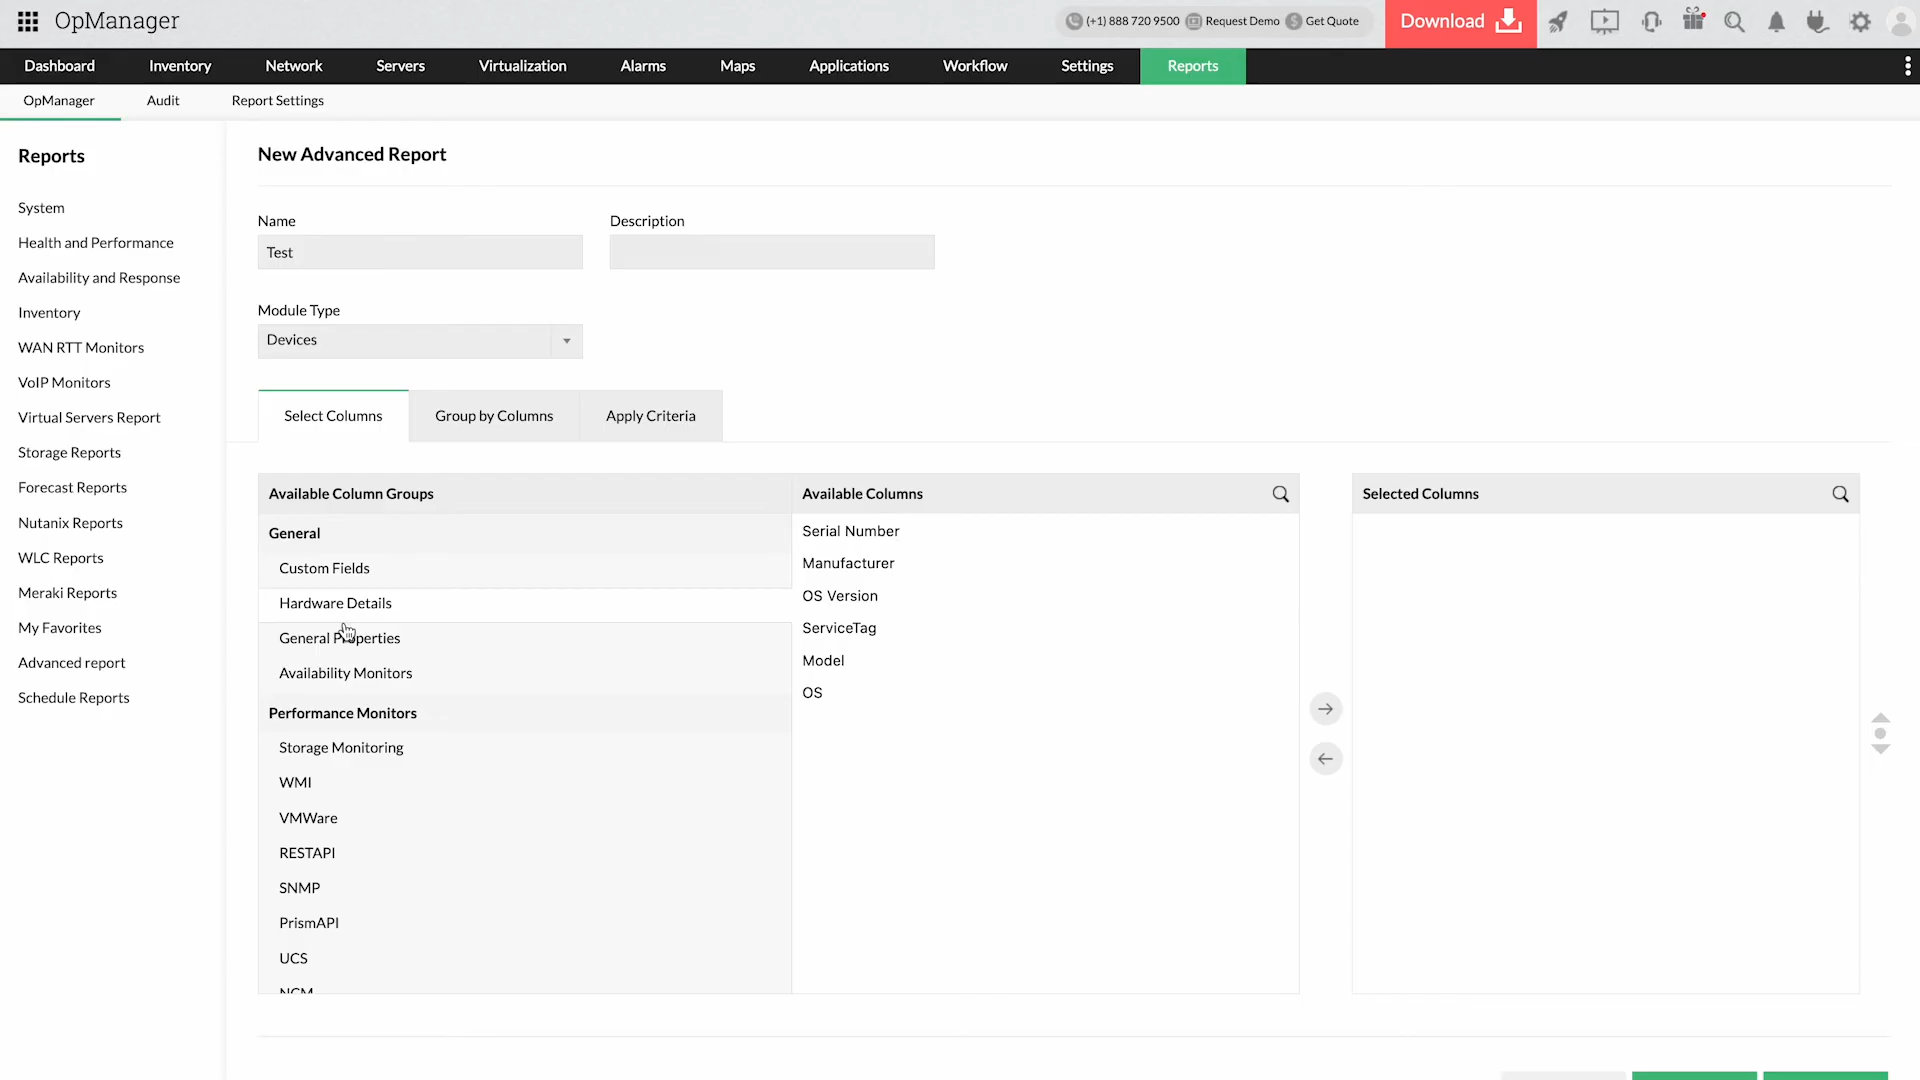 OpManager
(+1) 888 720 9500 Request Demo Get Quote Download
Dashboard Inventory Network Servers Virtualization Alarms Maps Applications Workflow Settings Reports
OpManager Audit Report Settings
Reports
System
Health and Performance
Availability and Response
Inventory
WAN RTT Monitors
VoIP Monitors
Virtual Servers Report
Storage Reports
Forecast Reports
Nutanix Reports
WLC Reports
Meraki Reports
My Favorites
Advanced report
Schedule Reports
New Advanced Report
Name Description
Test
Module Type
Devices
Select Columns Group by Columns Apply Criteria
Available Column Groups
General
Custom Fields
Hardware Details
General Properties
Availability Monitors
Performance Monitors
Storage Monitoring
WMI
VMWare
RESTAPI
SNMP
PrismAPI
UCS
NCM
Available Columns
Serial Number
Manufacturer
OS Version
ServiceTag
Model
OS
Selected Columns